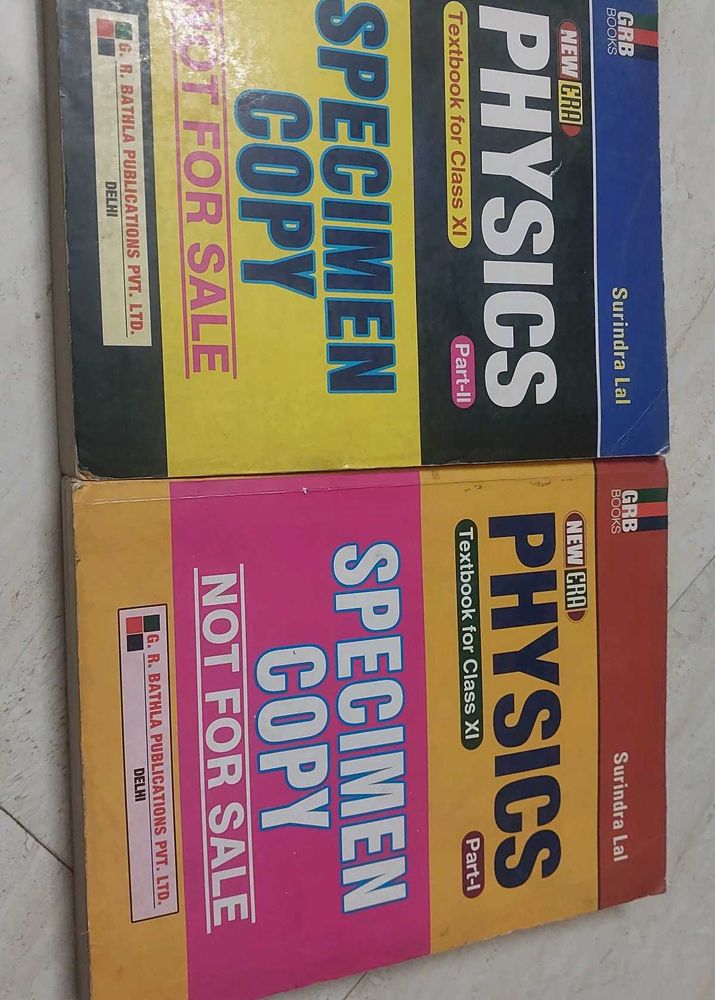 GRB
BOOKS
Surindra Lal
NEW ERA
PHYSICS
Textbook for Class XI
Part-II
SPECIMEN
COPY
NOT FOR SALE
G. R. BATHLA PUBLICATIONS PVT. LTD.
DELHI
GRB
BOOKS
Surindra Lal
NEW ERA
PHYSICS
Textbook for Class XI
Part-I
SPECIMEN
COPY
NOT FOR SALE
G. R. BATHLA PUBLICATIONS PVT. LTD.
DELHI